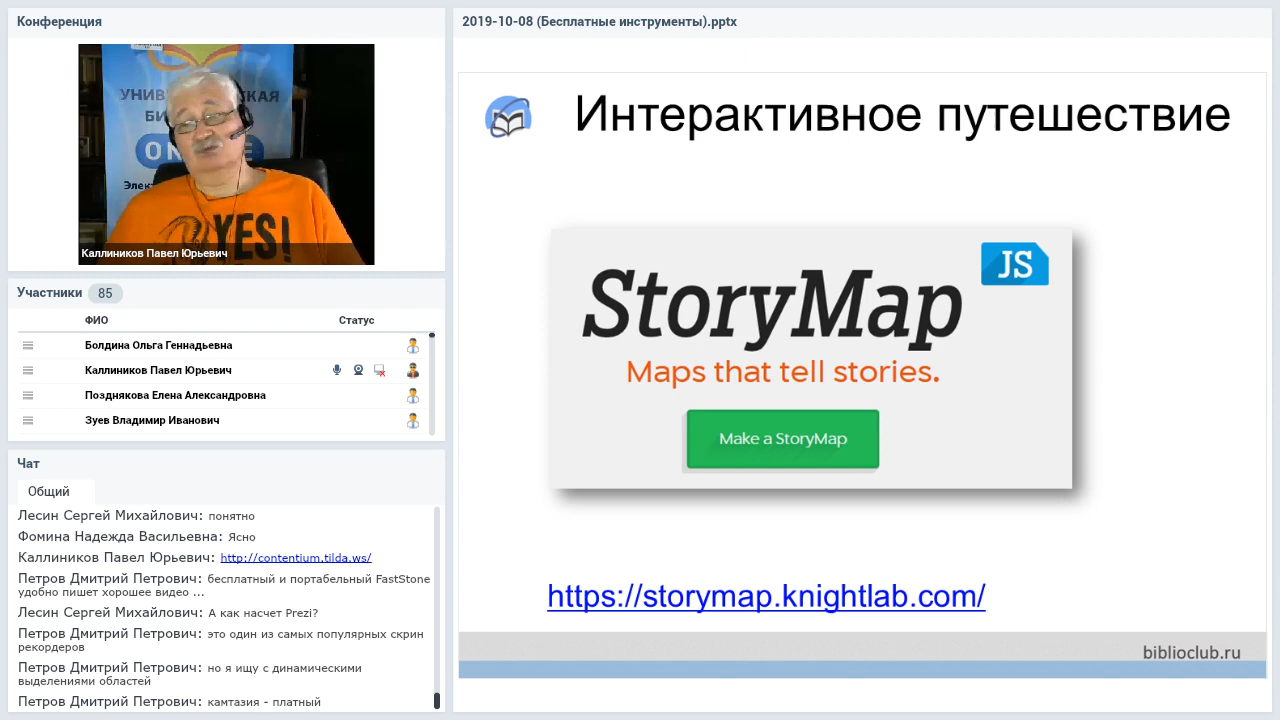 Конференция
УНИВ
СКАЯ
БИ
ON
E
Элек
YES!
Каллиников Павел Юрьевич
Участники 85
ФИО Статус
Болдина Ольга Геннадьевна
Каллиников Павел Юрьевич
Позднякова Елена Александровна
Зуев Владимир Иванович
Чат
Общий
Лесин Сергей Михайлович: понятно
Фомина Надежда Васильевна: Ясно
Каллиников Павел Юрьевич: http://contentium.tilda.ws/
Петров Дмитрий Петрович: бесплатный и портабельный FastStone
удобно пишет хорошее видео ...
Лесин Сергей Михайлович: А как насчет Prezi?
Петров Дмитрий Петрович: это один из самых популярных скрин
рекордеров
Петров Дмитрий Петрович: но я ищу с динамическими
выделениями областей
Петров Дмитрий Петрович: камтазия - платный
2019-10-08 (Бесплатные инструменты).pptx
Интерактивное путешествие
JS
StoryMap
Maps that tell stories.
Make a StoryMap
https://storymap.knightlab.com/
biblioclub.ru